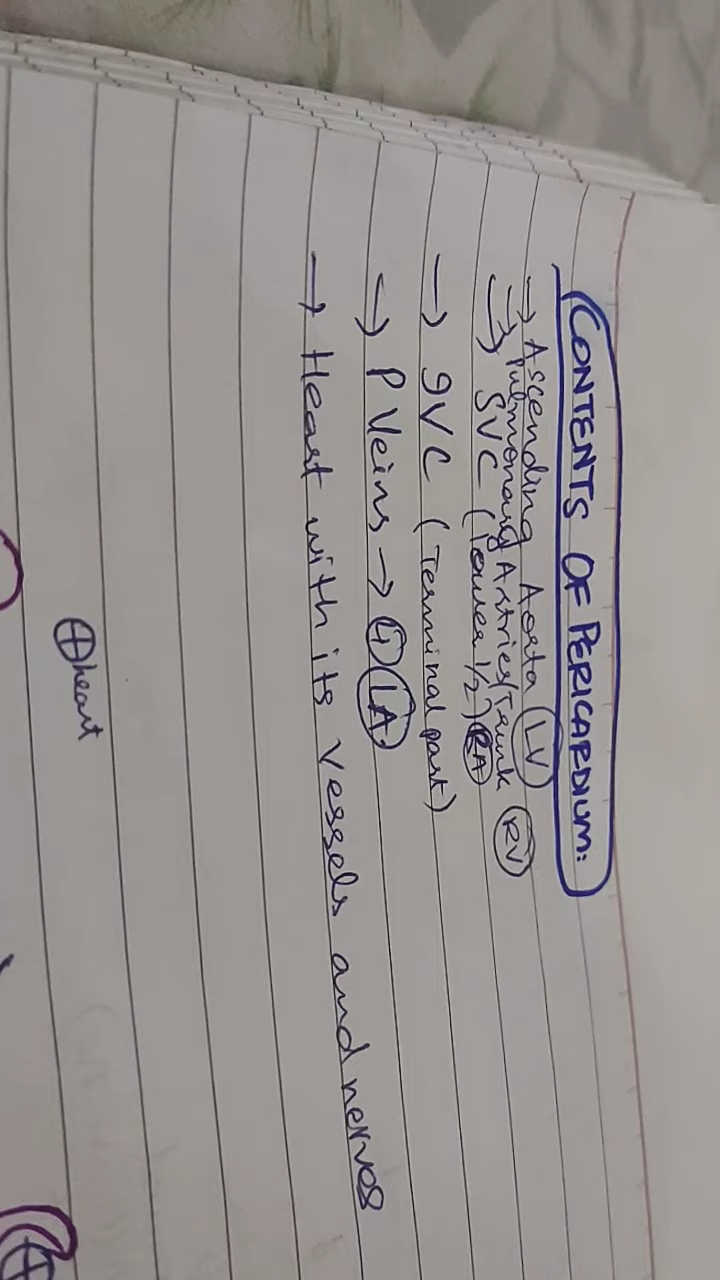 CONTENTS OF PERICARDIUM:
→ Ascending Aorta LV
→ Pulmonary Artries/Trunk RV
→ SVC (lower 1/2) RA
→ IVC (Terminal part)
→ P Veins → 4 LA
→ Heart with its vessels and nerves
⊕ heart